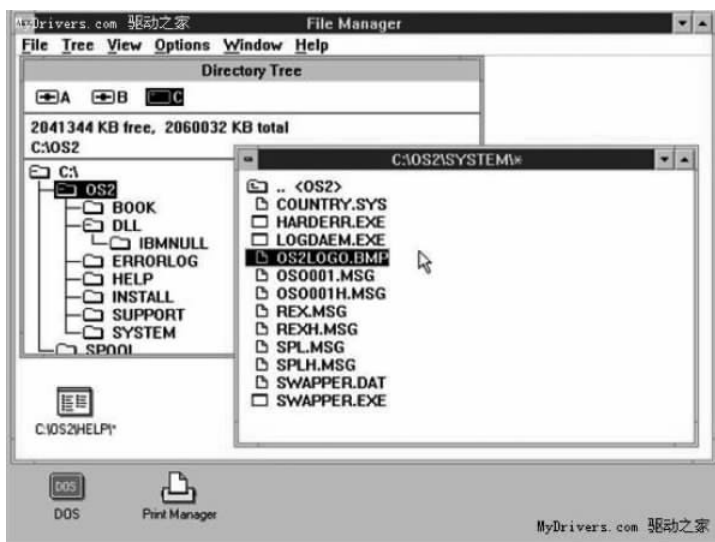 MyDrivers.com 驱动之家
File Manager
File Tree View Options Window Help
Directory Tree
A B C
2041344 KB free, 2060032 KB total
C:\OS2
C:\
OS2
BOOK
DLL
IBMNULL
ERRORLOG
HELP
INSTALL
SUPPORT
SYSTEM
SPOOL
C:\OS2\SYSTEM\*
.. <OS2>
COUNTRY.SYS
HARDERR.EXE
LOGDAEM.EXE
OS2LOGO.BMP
OSO001.MSG
OSO001H.MSG
REX.MSG
REXH.MSG
SPL.MSG
SPLH.MSG
SWAPPER.DAT
SWAPPER.EXE
C:\OS2\HELP\*
DOS
DOS
Print Manager
MyDrivers.com 驱动之家